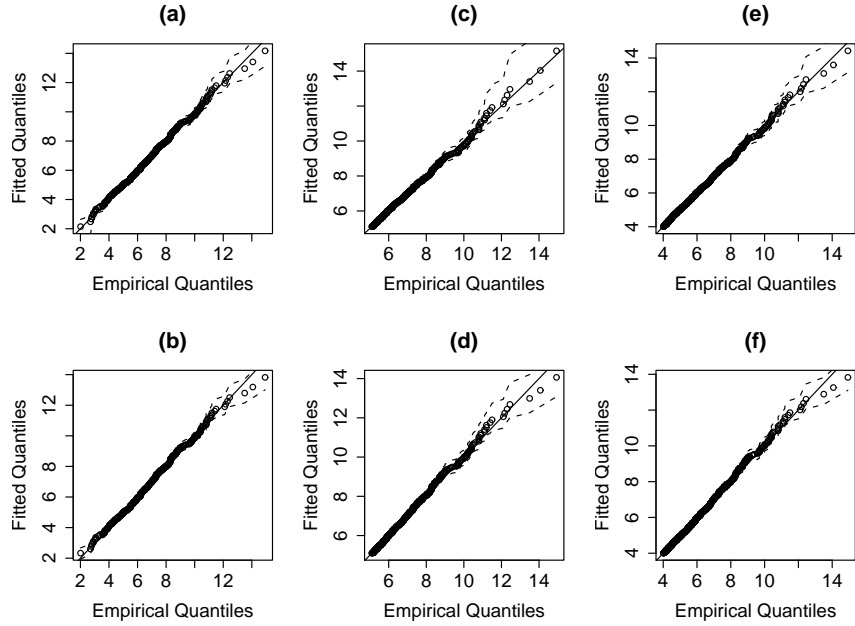 (a)
Fitted Quantiles
12
10
8
6
4
2
2 4 6 8 12
Empirical Quantiles
(c)
Fitted Quantiles
14
12
10
8
6
6 8 10 12 14
Empirical Quantiles
(e)
Fitted Quantiles
14
12
10
8
6
4
4 6 8 10 14
Empirical Quantiles
(b)
Fitted Quantiles
12
8
6
4
2
2 4 6 8 12
Empirical Quantiles
(d)
Fitted Quantiles
14
12
10
8
6
6 8 10 12 14
Empirical Quantiles
(f)
Fitted Quantiles
14
12
10
8
6
4
4 6 8 10 14
Empirical Quantiles